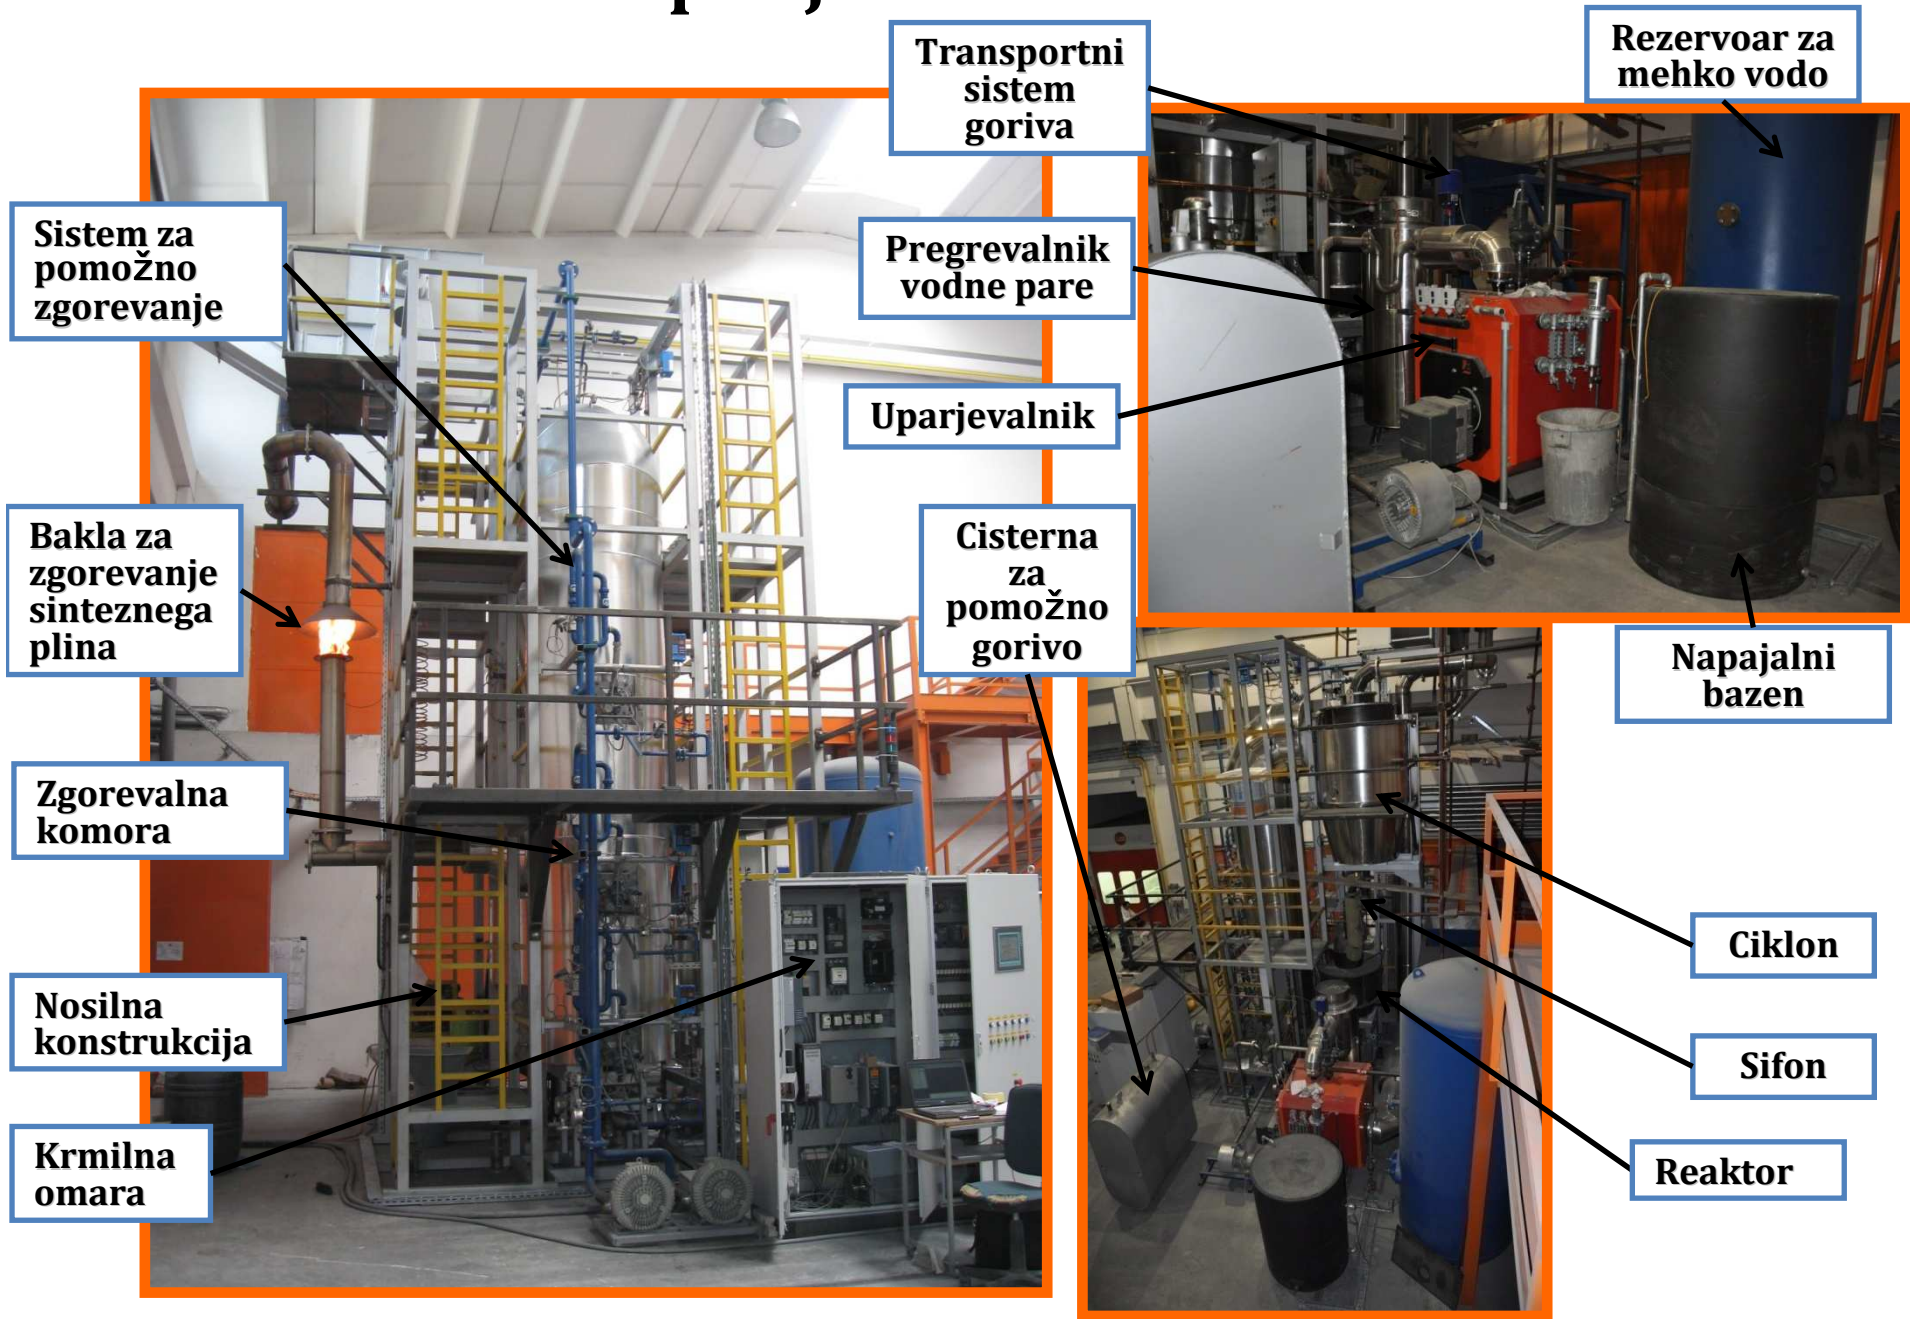 Transportni
sistem
goriva
Rezervoar za
mehko vodo
Sistem za
pomožno
zgorevanje
Pregrevalnik
vodne pare
Uparjevalnik
Bakla za
zgorevanje
sinteznega
plina
Cisterna
za
pomožno
gorivo
Napajalni
bazen
Zgorevalna
komora
Ciklon
Nosilna
konstrukcija
Sifon
Krmilna
omara
Reaktor